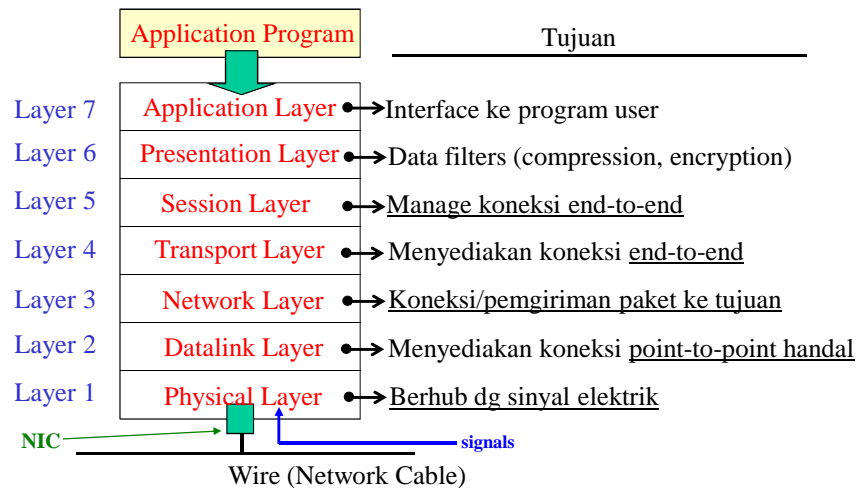 Application Program
Tujuan
Layer 7 Application Layer Interface ke program user
Layer 6 Presentation Layer Data filters (compression, encryption)
Layer 5 Session Layer Manage koneksi end-to-end
Layer 4 Transport Layer Menyediakan koneksi end-to-end
Layer 3 Network Layer Koneksi/pemgiriman paket ke tujuan
Layer 2 Datalink Layer Menyediakan koneksi point-to-point handal
Layer 1 Physical Layer Berhub dg sinyal elektrik
NIC signals
Wire (Network Cable)